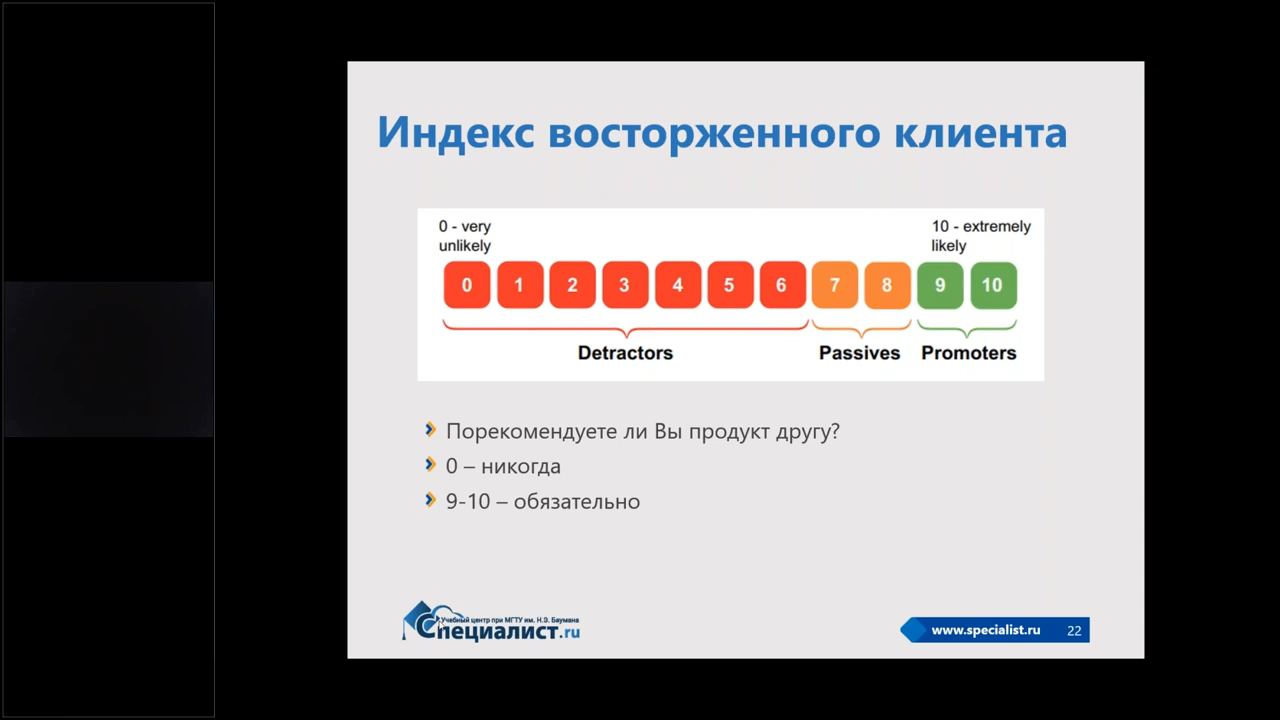 Индекс восторженного клиента
0 - very
unlikely
10 - extremely
likely
0 1 2 3 4 5 6 7 8 9 10
Detractors Passives Promoters
Порекомендуете ли Вы продукт другу?
0 – никогда
9-10 – обязательно
Учебный центр при МГТУ им. Н.Э. Баумана
Специалист.ru
www.specialist.ru 22